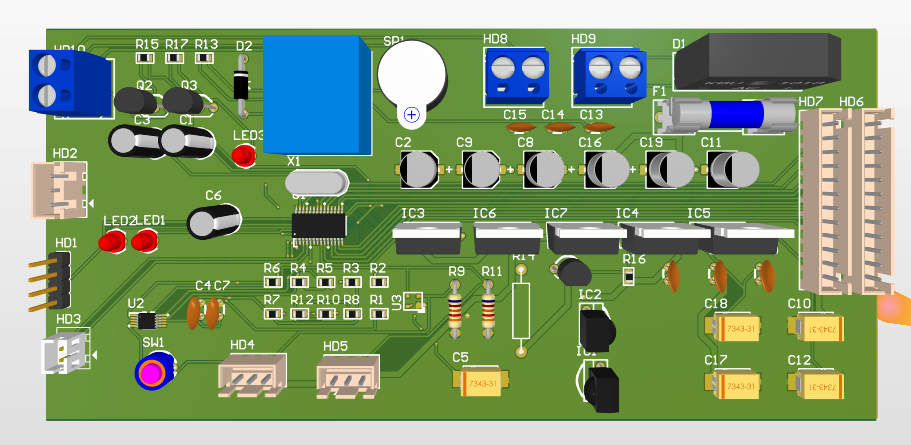 HD10
R15 R17 R13
D2
SP1
HD8
HD9
D1
Q2
Q3
F1
HD7 HD6
C3
C1
LED3
C15 C14 C13
C2
C9
C8
C16
C19
C11
HD2
X1
C6
LED2 LED1
IC3
IC6
IC7
IC4
IC5
HD1
R14
R16
R6 R4 R5 R3 R2
R9 R11
U2
C4 C7
R7 R12 R10 R8 R1
U3
IC2
C18
C10
7343-31
7343-31
HD3
SW1
HD4
HD5
C5
7343-31
IC1
C17
C12
7343-31
7343-31